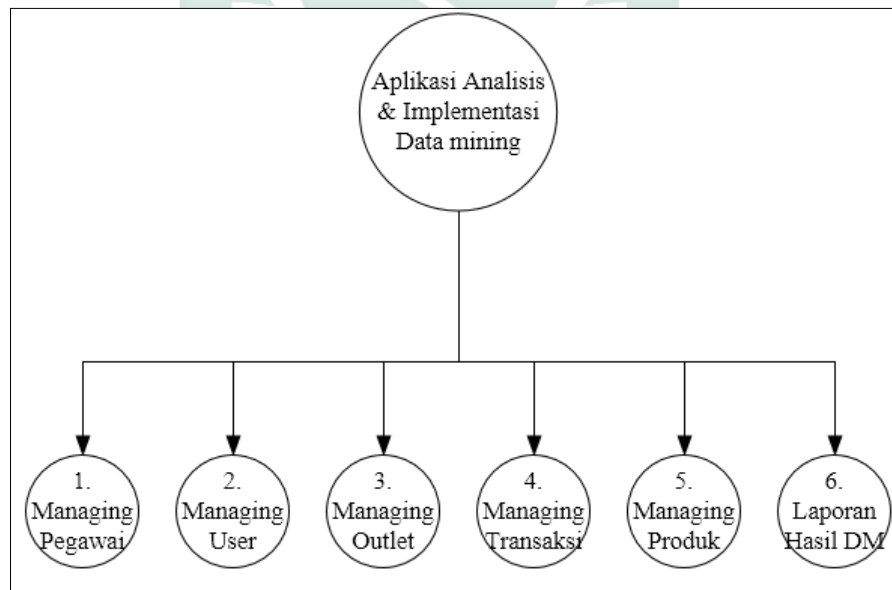 Aplikasi Analisis
& Implementasi
Data mining
1.
Managing
Pegawai
2.
Managing
User
3.
Managing
Outlet
4.
Managing
Transaksi
5.
Managing
Produk
6.
Laporan
Hasil DM